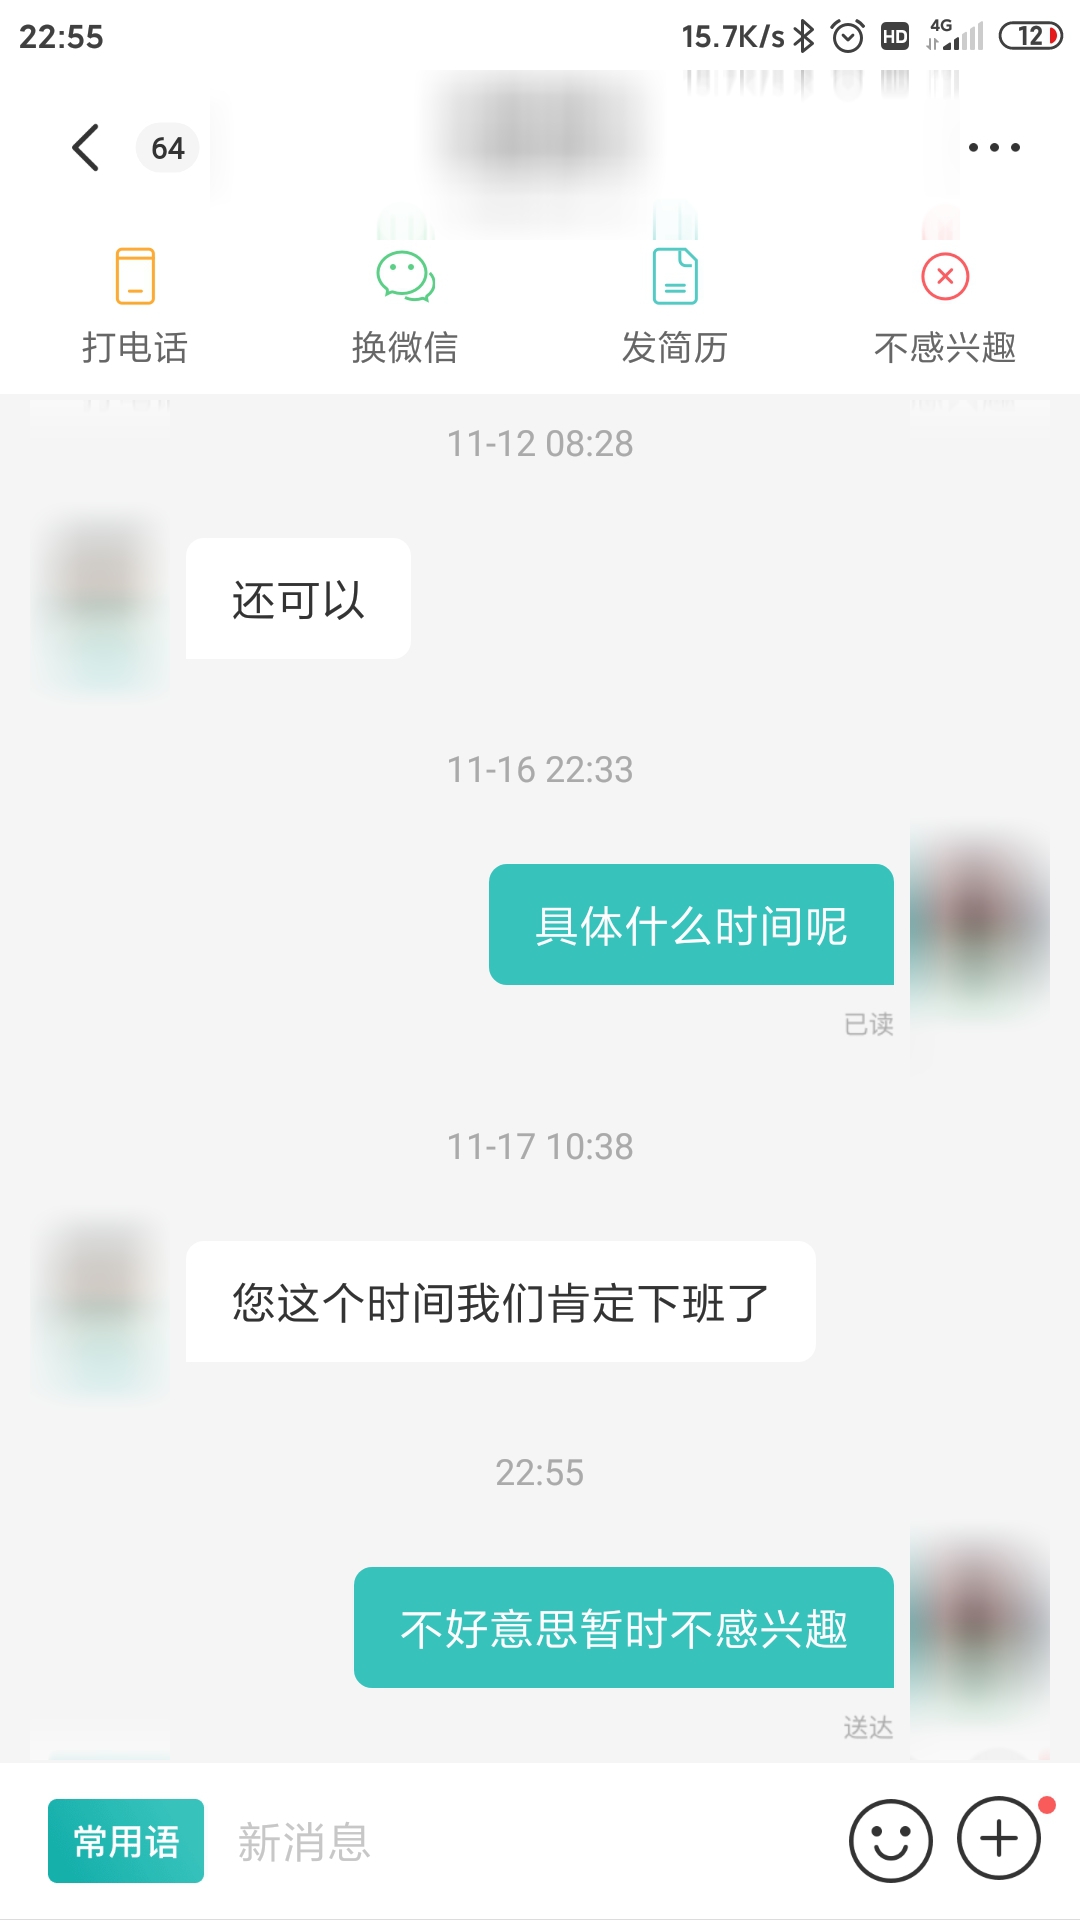 22:55 15.7K/s HD 4G 12
64
打电话 换微信 发简历 不感兴趣
11-12 08:28
还可以
11-16 22:33
具体什么时间呢
已读
11-17 10:38
您这个时间我们肯定下班了
22:55
不好意思暂时不感兴趣
送达
常用语 新消息